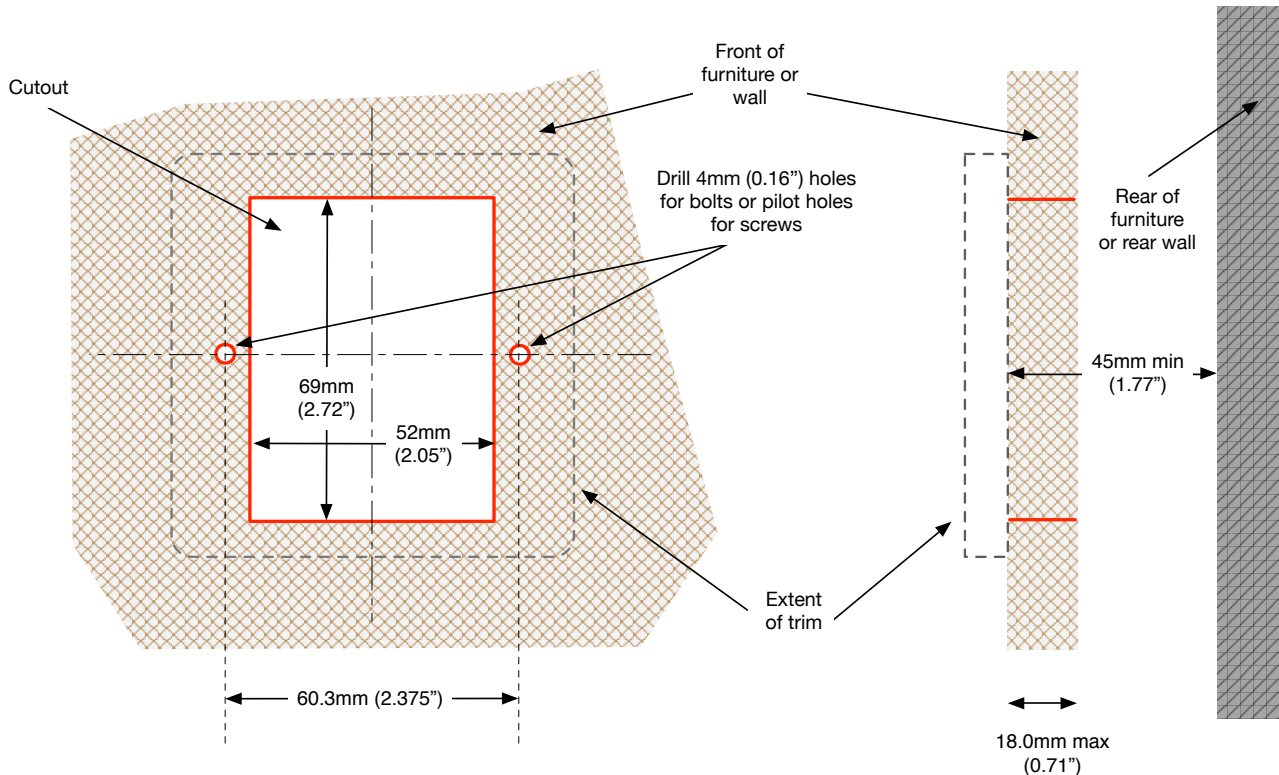 Cutout
Front of
furniture or
wall
Drill 4mm (0.16”) holes
for bolts or pilot holes
for screws
Rear of
furniture
or rear wall
69mm
(2.72”)
45mm min
(1.77”)
52mm
(2.05”)
Extent
of trim
60.3mm (2.375”)
18.0mm max
(0.71”)